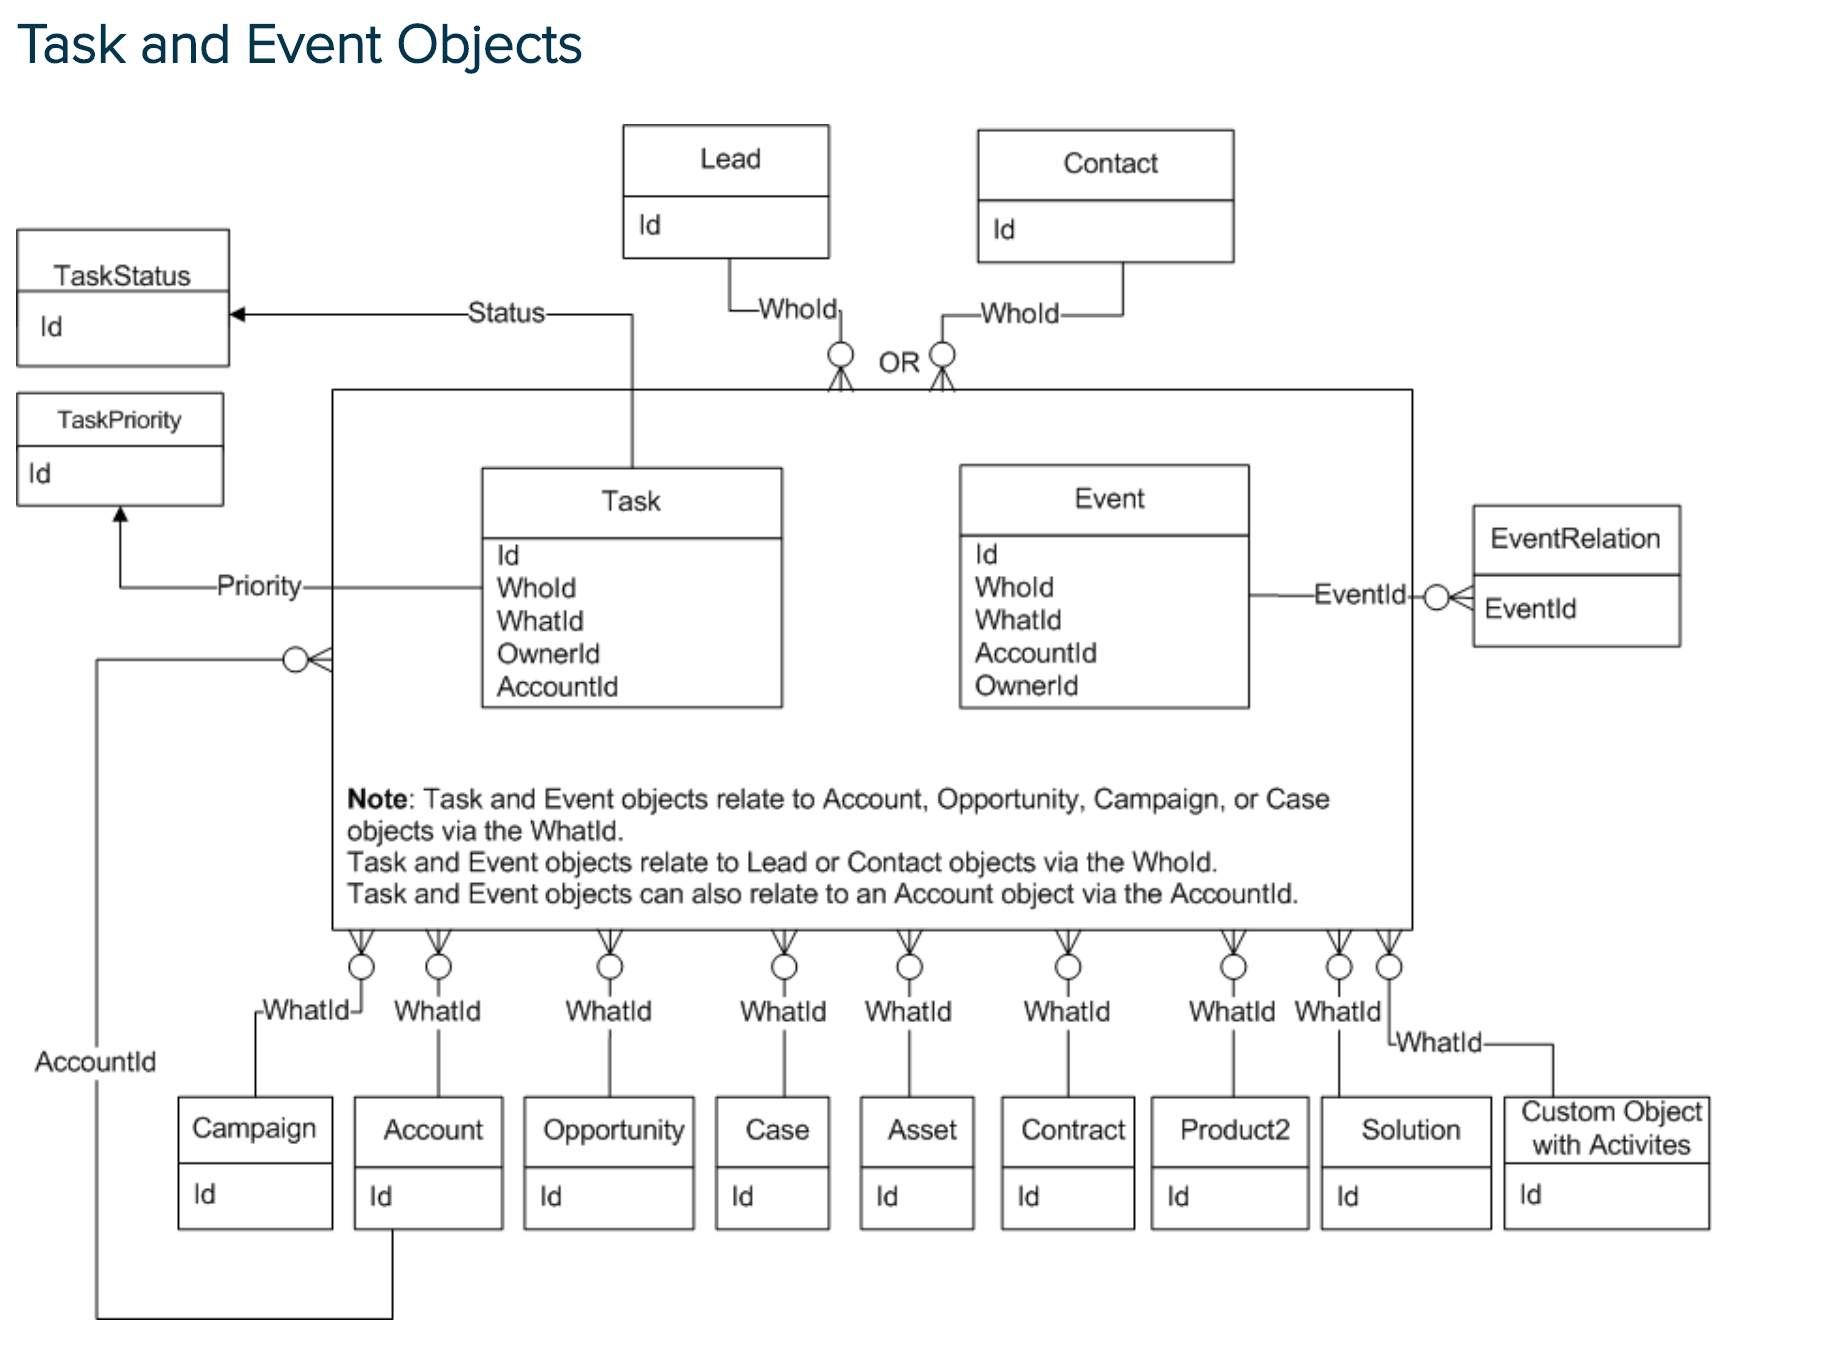 Task and Event Objects
Lead
Id
Contact
Id
TaskStatus
Id
Status
WhoId
OR
WhoId
TaskPriority
Id
Priority
Task
Id
WhoId
WhatId
OwnerId
AccountId
Event
Id
WhoId
WhatId
AccountId
OwnerId
EventId
EventRelation
EventId
Note: Task and Event objects relate to Account, Opportunity, Campaign, or Case
objects via the WhatId.
Task and Event objects relate to Lead or Contact objects via the WhoId.
Task and Event objects can also relate to an Account object via the AccountId.
WhatId
WhatId
WhatId
WhatId
WhatId
WhatId
WhatId
WhatId
WhatId
AccountId
Campaign
Id
Account
Id
Opportunity
Id
Case
Id
Asset
Id
Contract
Id
Product2
Id
Solution
Id
Custom Object
with Activites
Id